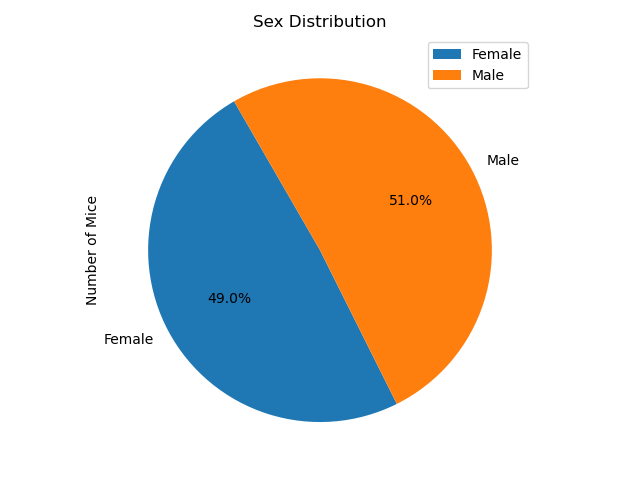 Sex Distribution
Female
Male
Male
51.0%
Number of Mice
49.0%
Female